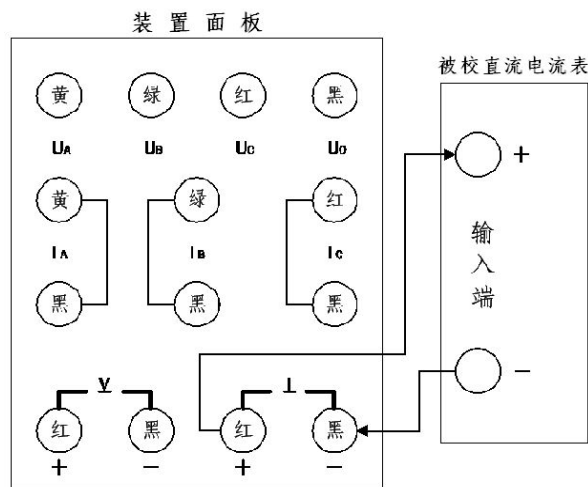 装置面板
被校直流电流表
黄 绿 红 黑
UA UB UC UO
+
黄 绿 红
输入端
IA IB IC
黑 黑 黑
-
V I
红 黑 红 黑
+ - + -